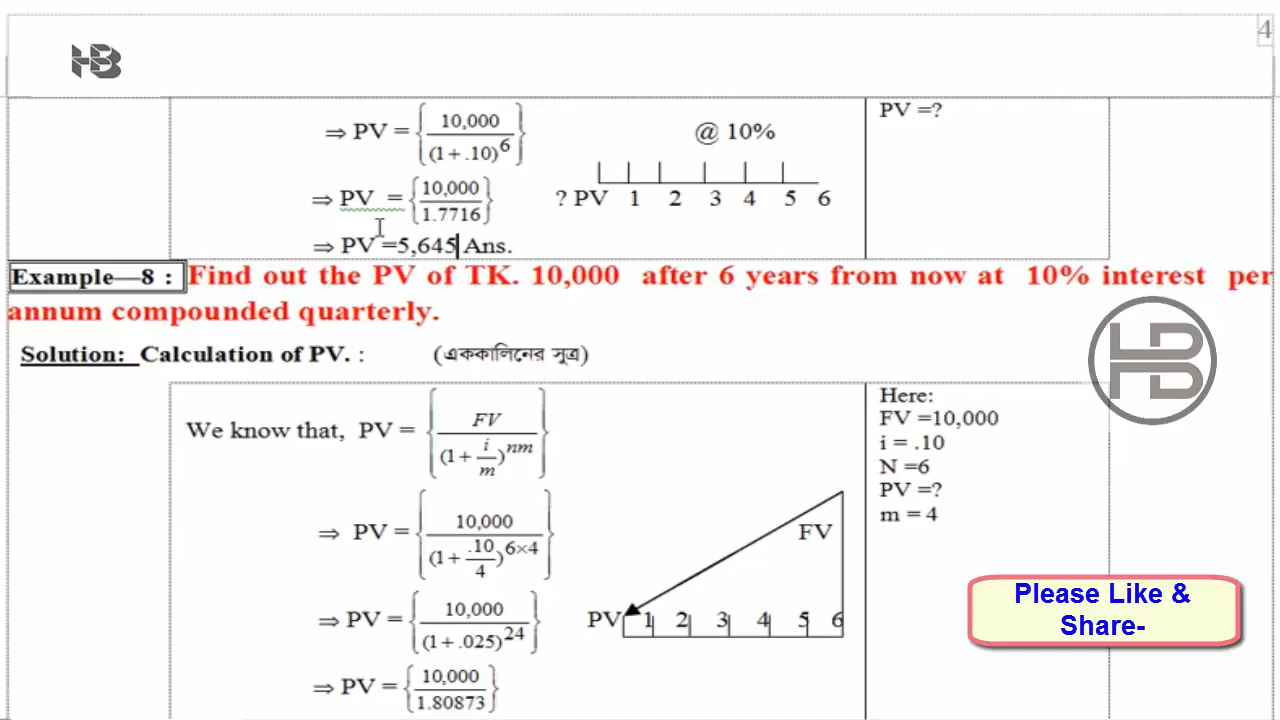 4
HB
⇒ PV = {10,000 / (1 + .10)^6}
@ 10%
PV =?
⇒ PV = {10,000 / 1.7716}
? PV 1 2 3 4 5 6
⇒ PV =5,645 Ans.
Example—8 : Find out the PV of TK. 10,000 after 6 years from now at 10% interest per
annum compounded quarterly.
Solution: Calculation of PV. : (এককালিনের সুত্র)
We know that, PV = {FV / (1 + i/m)^nm}
⇒ PV = {10,000 / (1 + .10/4)^6×4}
⇒ PV = {10,000 / (1 + .025)^24}
⇒ PV = {10,000 / 1.80873}
FV
PV 1 2 3 4 5 6
Here:
FV =10,000
i = .10
N =6
PV =?
m = 4
Please Like &
Share-